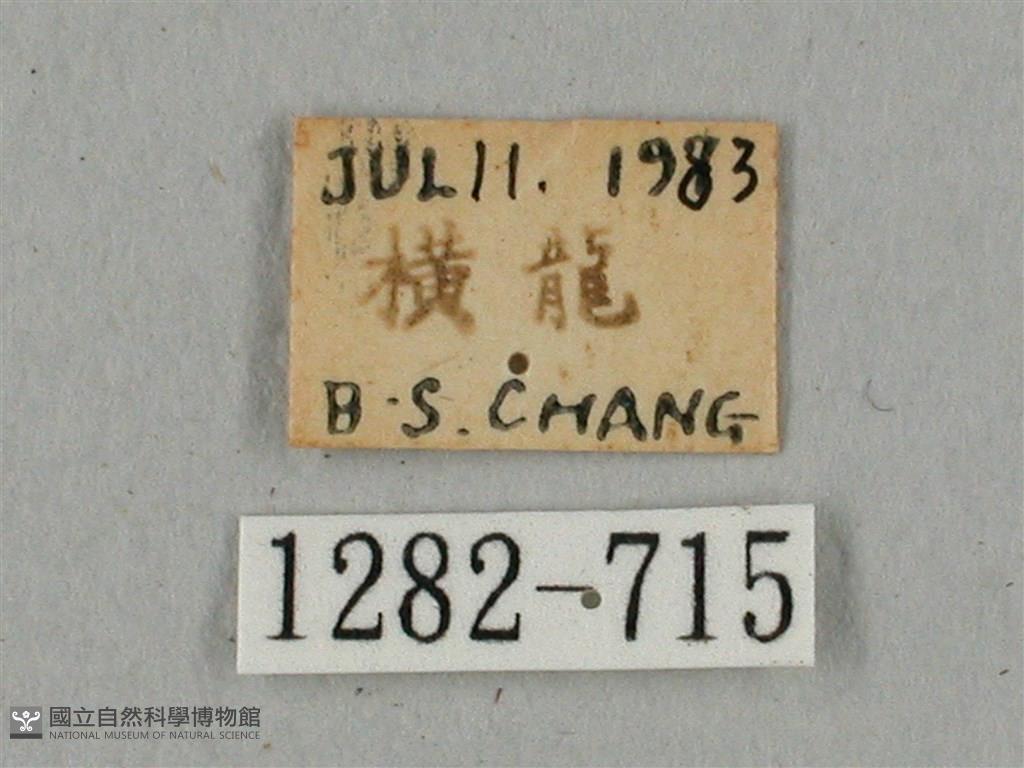 JUL 11. 1983
橫龍
B.S. CHANG
1282-715
國立自然科學博物館
NATIONAL MUSEUM OF NATURAL SCIENCE